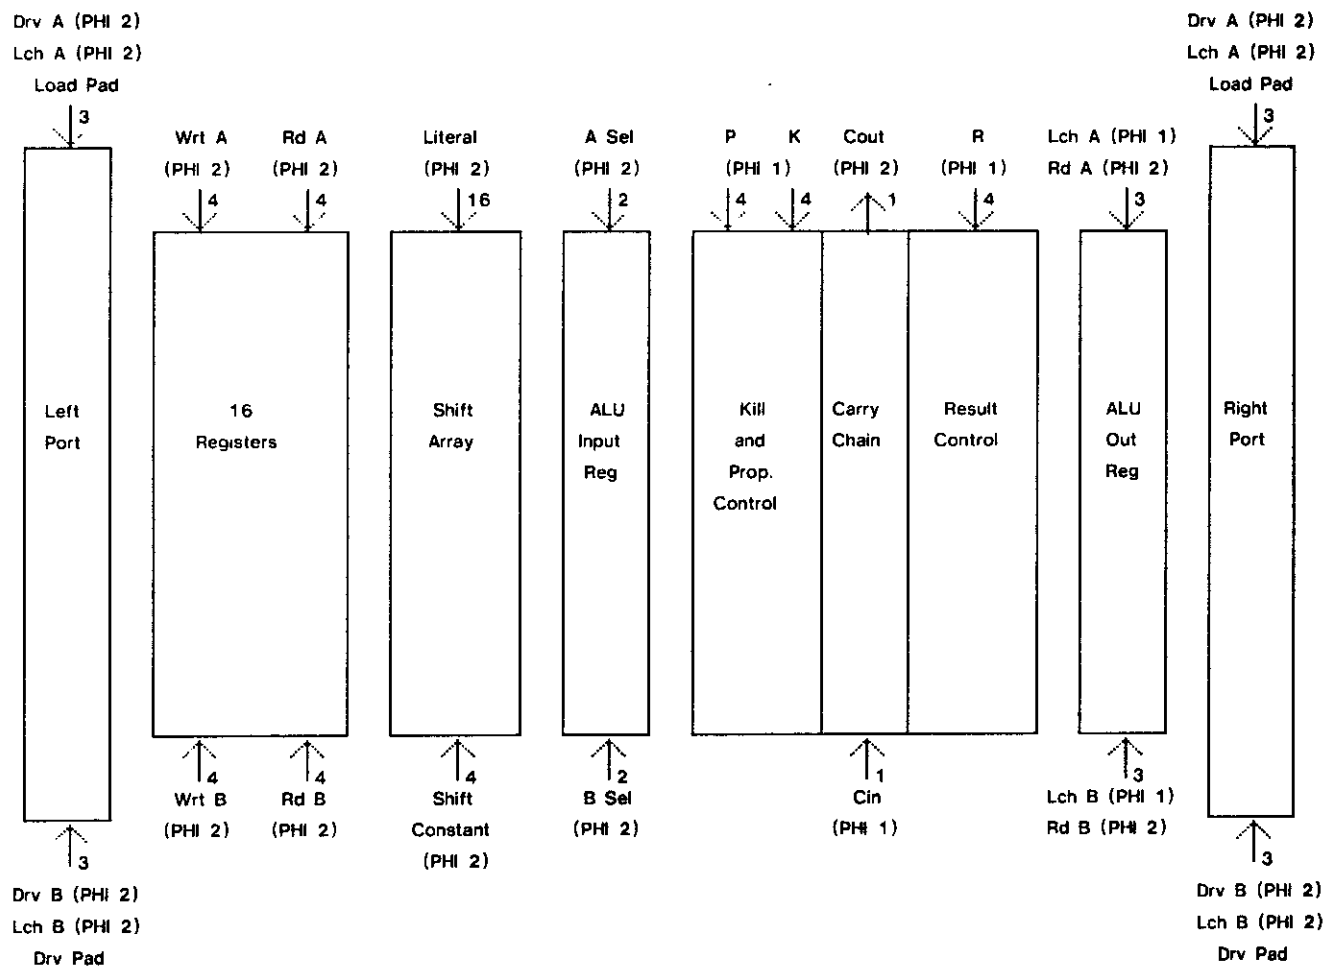 Drv A (PHI 2)
Lch A (PHI 2)
Load Pad
3
Drv A (PHI 2)
Lch A (PHI 2)
Load Pad
3
Wrt A
(PHI 2)
4
Rd A
(PHI 2)
4
Literal
(PHI 2)
16
A Sel
(PHI 2)
2
P K
(PHI 1)
4 4
Cout
(PHI 2)
1
R
(PHI 1)
4
Lch A (PHI 1)
Rd A (PHI 2)
3
Left
Port
16
Registers
Shift
Array
ALU
Input
Reg
Kill
and
Prop.
Control
Carry
Chain
Result
Control
ALU
Out
Reg
Right
Port
4
Wrt B
(PHI 2)
4
Rd B
(PHI 2)
4
Shift
Constant
(PHI 2)
2
B Sel
(PHI 2)
1
Cin
(PHI 1)
3
Lch B (PHI 1)
Rd B (PHI 2)
3
Drv B (PHI 2)
Lch B (PHI 2)
Drv Pad
3
Drv B (PHI 2)
Lch B (PHI 2)
Drv Pad